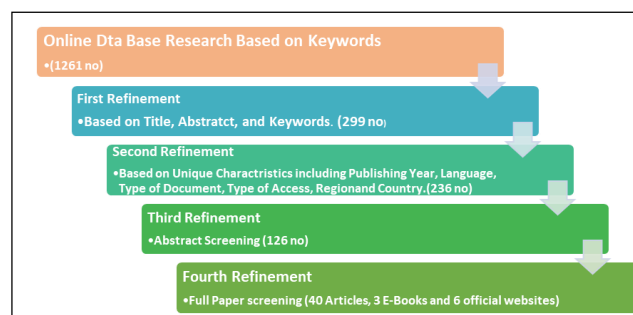 Online Dta Base Research Based on Keywords
•(1261 no)
First Refinement
•Based on Title, Abstratct, and Keywords. (299 no)
Second Refinement
•Based on Unique Charactristics including Publishing Year, Language,
Type of Document, Type of Access, Regionand Country.(236 no)
Third Refinement
•Abstract Screening (126 no)
Fourth Refinement
•Full Paper screening (40 Articles, 3 E-Books and 6 official websites)